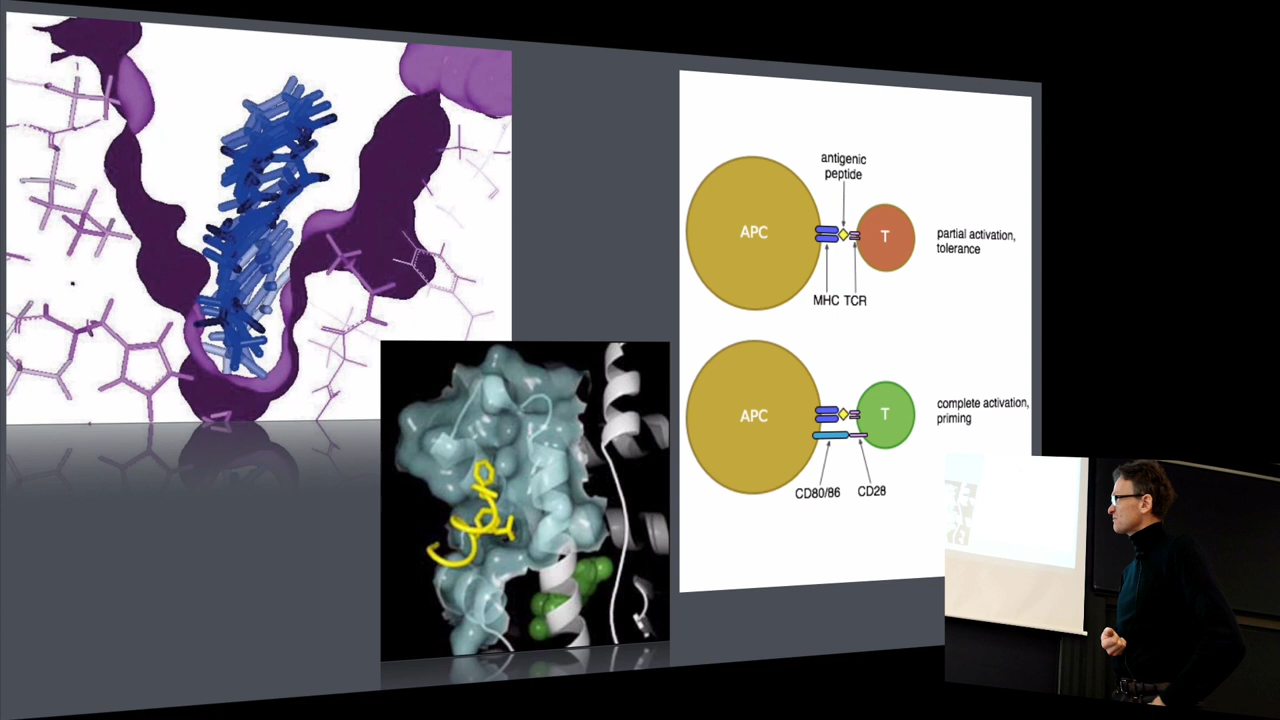 antigenic
peptide
APC
T
partial activation,
tolerance
MHC TCR
APC
T
complete activation,
priming
CD80/86
CD28